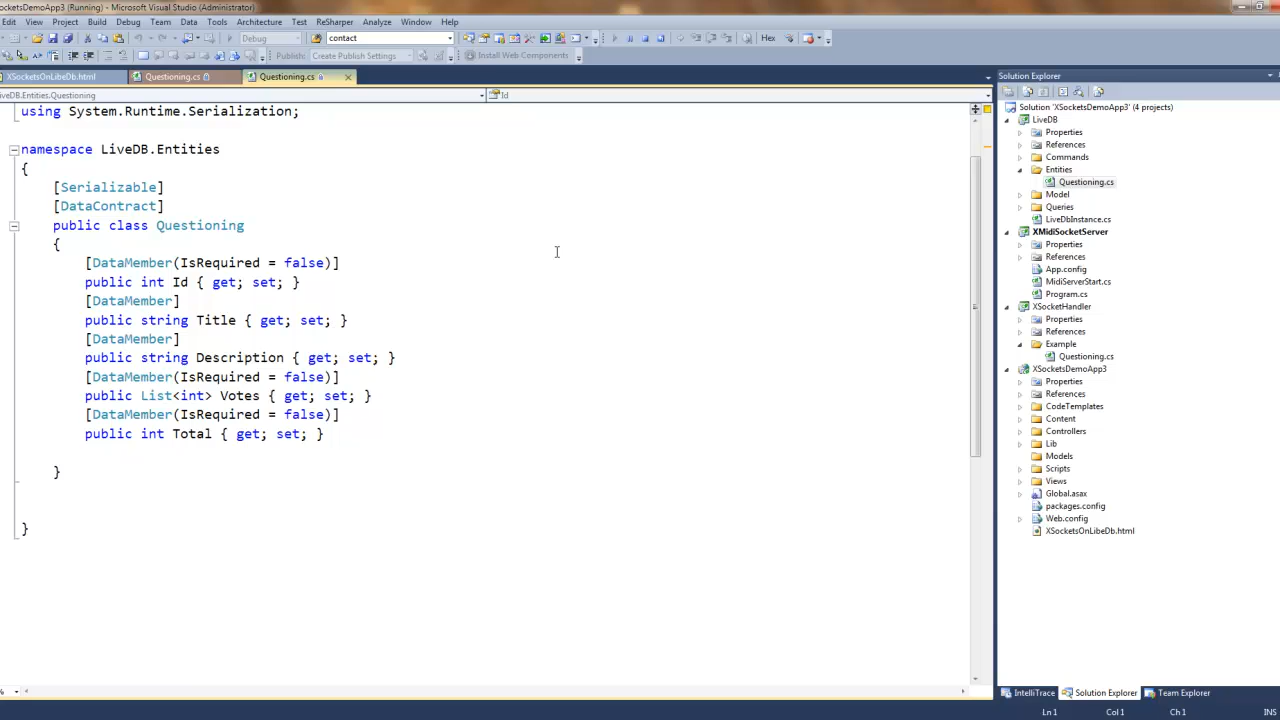 ocketsDemoApp3 (Running) - Microsoft Visual Studio (Administrator)
Edit View Project Build Debug Team Data Tools Architecture Test ReSharper Analyze Window Help
Debug contact Hex
Publish: Create Publish Settings Install Web Components
XSocketsOnLibeDb.html Questioning.cs Questioning.cs
iveDB.Entities.Questioning Id
using System.Runtime.Serialization;
namespace LiveDB.Entities
{
[Serializable]
[DataContract]
public class Questioning
{
[DataMember(IsRequired = false)]
public int Id { get; set; }
[DataMember]
public string Title { get; set; }
[DataMember]
public string Description { get; set; }
[DataMember(IsRequired = false)]
public List<int> Votes { get; set; }
[DataMember(IsRequired = false)]
public int Total { get; set; }
}
}
Solution Explorer
Solution 'XSocketsDemoApp3' (4 projects)
LiveDB
Properties
References
Commands
Entities
Questioning.cs
Model
Queries
LiveDbInstance.cs
XMidiSocketServer
Properties
References
App.config
MidiServerStart.cs
Program.cs
XSocketHandler
Properties
References
Example
Questioning.cs
XSocketsDemoApp3
Properties
References
CodeTemplates
Content
Controllers
Lib
Models
Scripts
Views
Global.asax
packages.config
Web.config
XSocketsOnLibeDb.html
IntelliTrace Solution Explorer Team Explorer
%
Ln 1 Col 1 Ch 1 INS